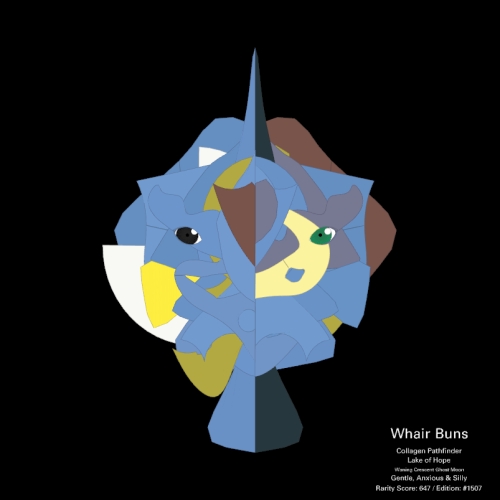 Whair Buns
Collagen Pathfinder
Lake of Hope
Waning Crescent Ghost Moon
Gentle, Anxious & Silly
Rarity Score: 647 / Edition: #1507